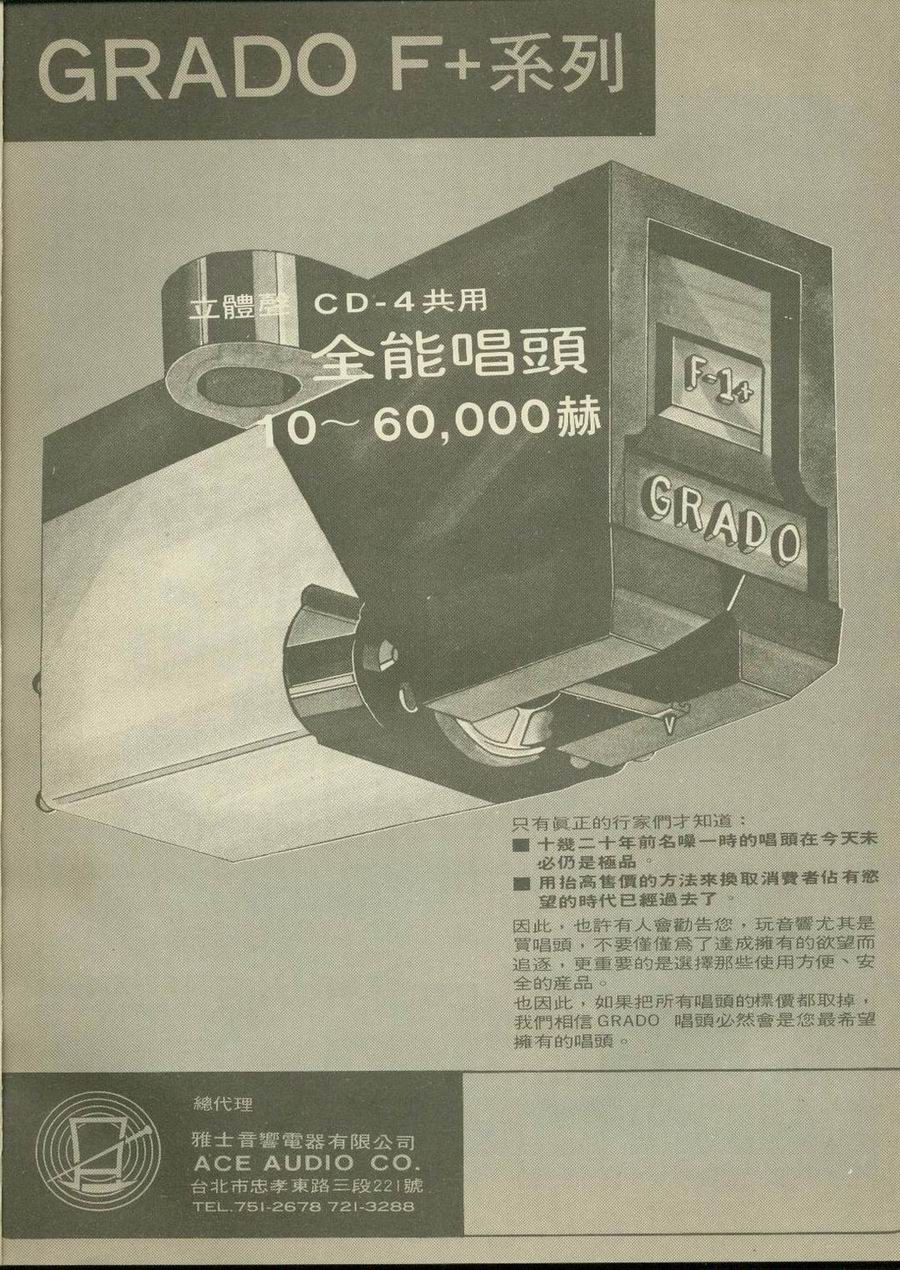 GRADO F+系列
立體聲 CD-4共用
全能唱頭
10～60,000赫
F-1+
GRADO
只有眞正的行家們才知道：
■ 十幾二十年前名噪一時的唱頭在今天未
必仍是極品。
■ 用抬高售價的方法來換取消費者佔有慾
望的時代已經過去了。
因此，也許有人會勸告您，玩音響尤其是
買唱頭，不要僅僅爲了達成擁有的欲望而
追逐，更重要的是選擇那些使用方便、安
全的產品。
也因此，如果把所有唱頭的標價都取掉，
我們相信GRADO 唱頭必然會是您最希望
擁有的唱頭。
總代理
雅士音響電器有限公司
ACE AUDIO CO.
台北市忠孝東路三段221號
TEL.751-2678 721-3288